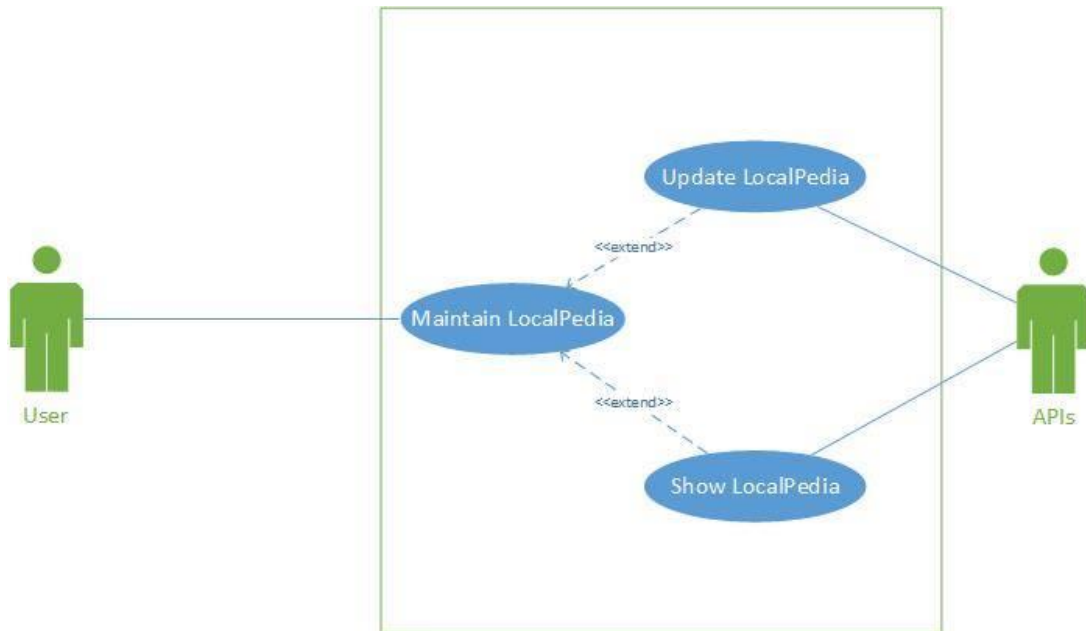 Update LocalPedia
<<extend>>
Maintain LocalPedia
User
<<extend>>
APIs
Show LocalPedia